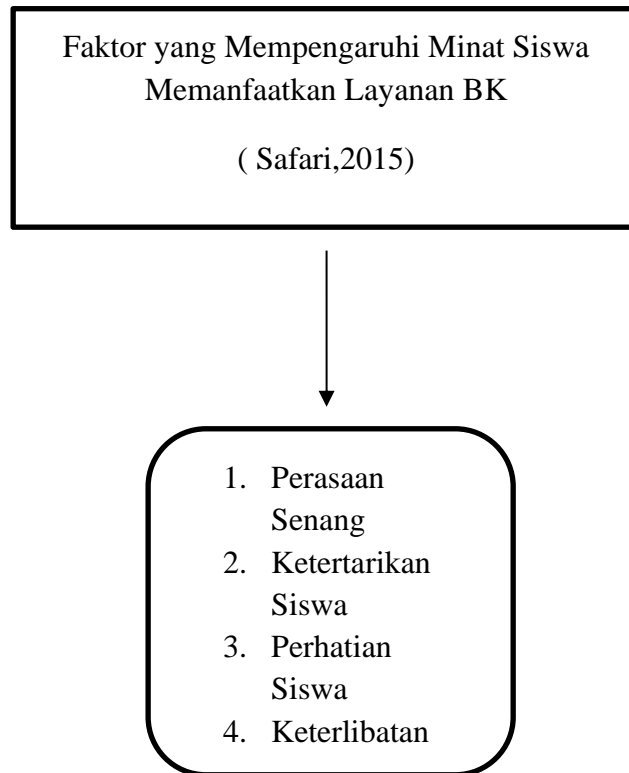 Faktor yang Mempengaruhi Minat Siswa
Memanfaatkan Layanan BK
( Safari,2015)
1. Perasaan
Senang
2. Ketertarikan
Siswa
3. Perhatian
Siswa
4. Keterlibatan